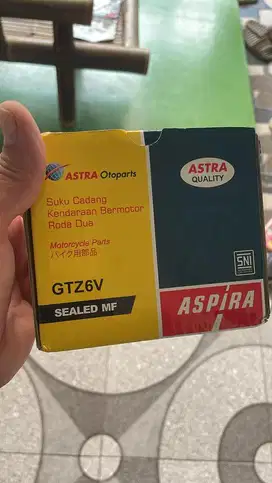 ASTRA Otoparts
ASTRA
QUALITY
Suku Cadang
Kendaraan Bermotor
Roda Dua
Motorcycle Parts
バイク用部品
GTZ6V
SEALED MF
SNI
ASPIRA